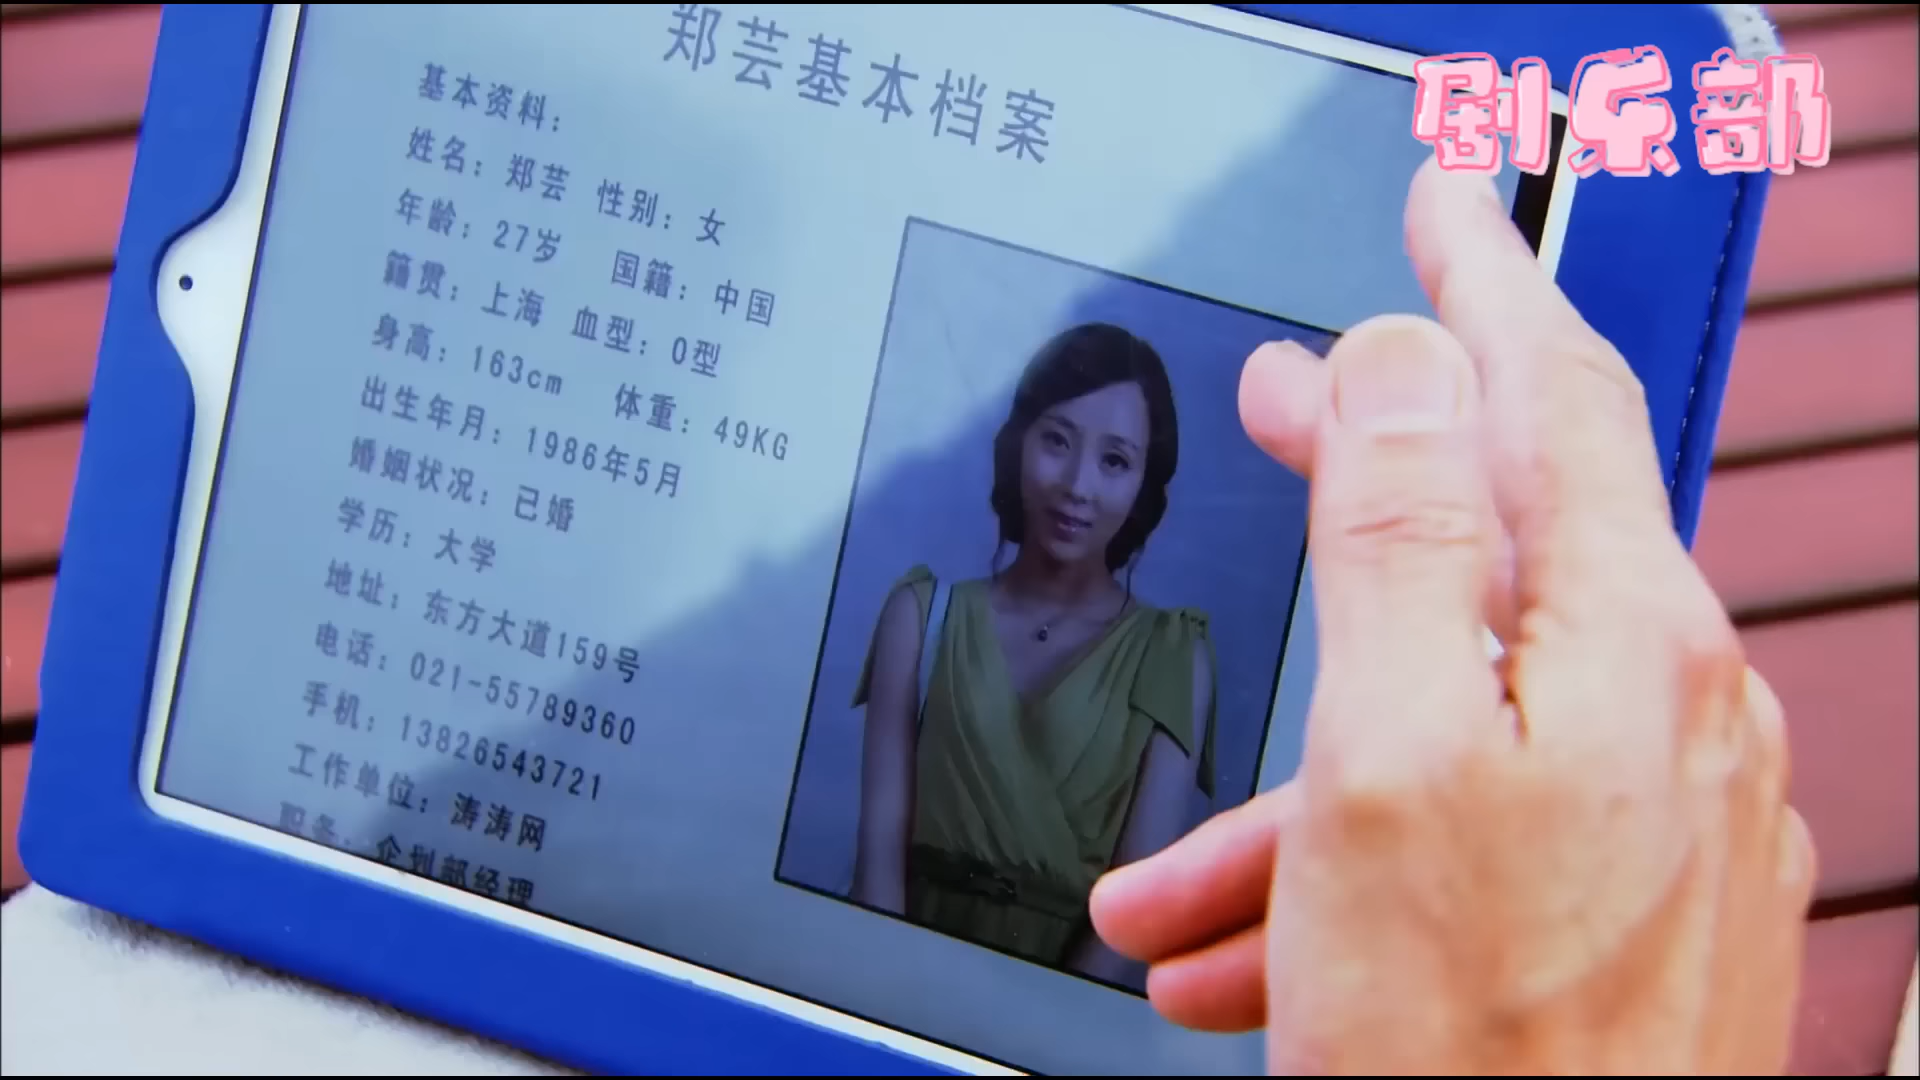 郑芸基本档案
剧乐部
基本资料：
姓名：郑芸 性别：女
年龄：27岁 国籍：中国
籍贯：上海 血型：O型
身高：163cm 体重：49KG
出生年月：1986年5月
婚姻状况：已婚
学历：大学
地址：东方大道159号
电话：021-55789360
手机：13826543721
工作单位：涛涛网
职务：企划部经理